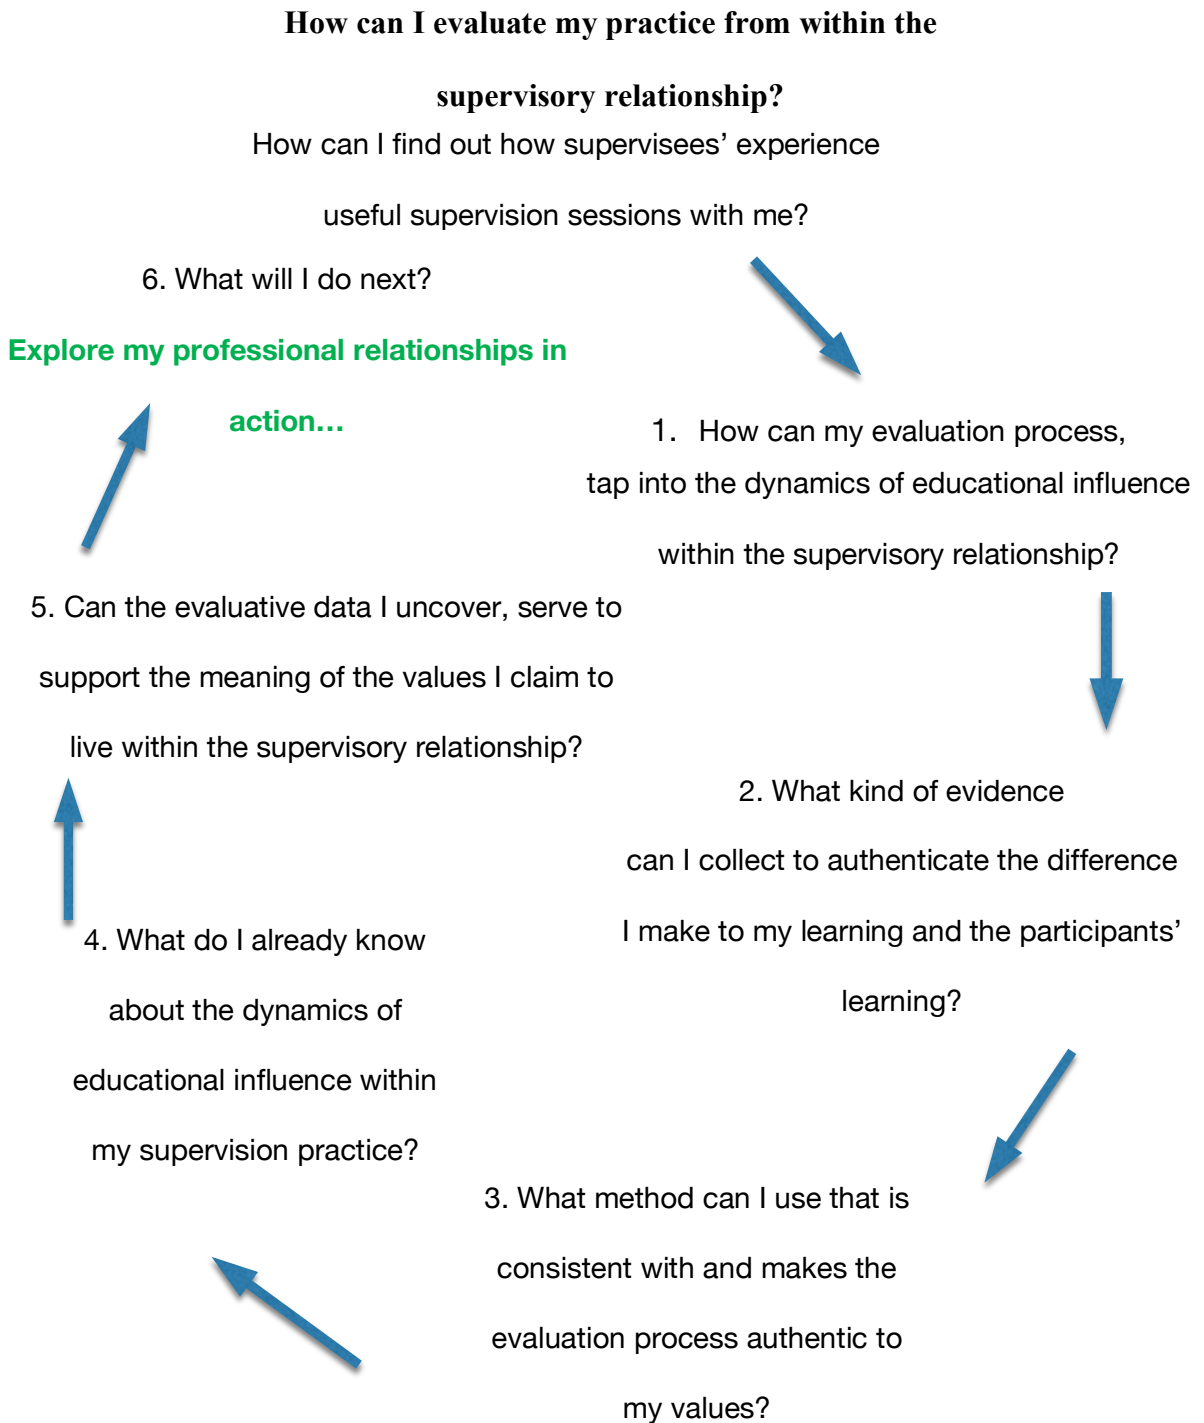 How can I evaluate my practice from within the
supervisory relationship?
How can I find out how supervisees’ experience
useful supervision sessions with me?
1. How can my evaluation process,
tap into the dynamics of educational influence
within the supervisory relationship?
2. What kind of evidence
can I collect to authenticate the difference
I make to my learning and the participants’
learning?
3. What method can I use that is
consistent with and makes the
evaluation process authentic to
my values?
4. What do I already know
about the dynamics of
educational influence within
my supervision practice?
5. Can the evaluative data I uncover, serve to
support the meaning of the values I claim to
live within the supervisory relationship?
6. What will I do next?
Explore my professional relationships in
action…